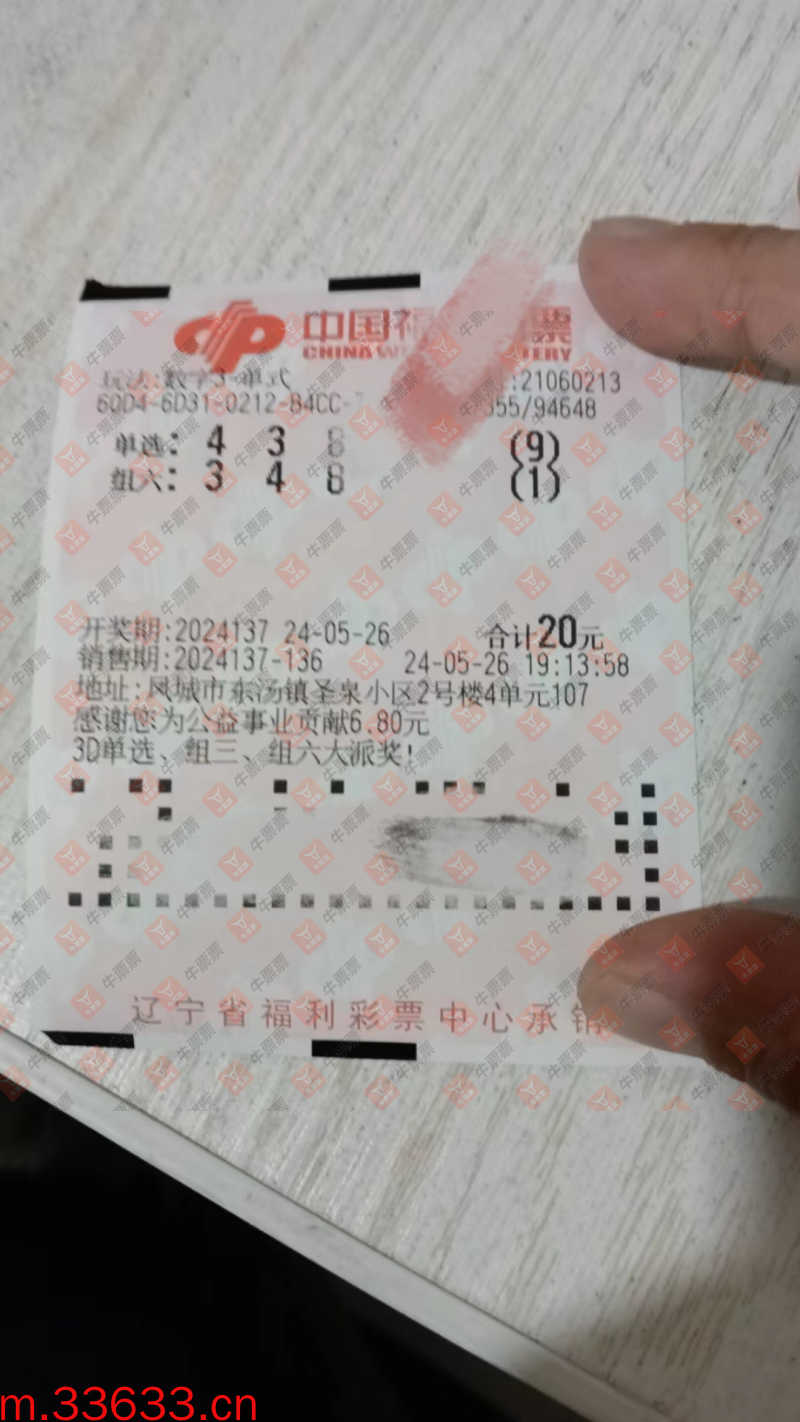 中国福 票
CHINA W TERY
玩法:数字3-单式 :21060213
60D4-6D31-0212-B4CC- 355/94648
单选: 4 3 8 (9)
组六: 3 4 8 (1)
开奖期:2024137 24-05-26 合计20元
销售期:2024137-136 24-05-26 19:13:58
地址:凤城市东汤镇圣泉小区2号楼4单元107
感谢您为公益事业贡献6.80元
3D单选、组三、组六大派奖!
辽宁省福利彩票中心承销
牛票票
m.33633.cn